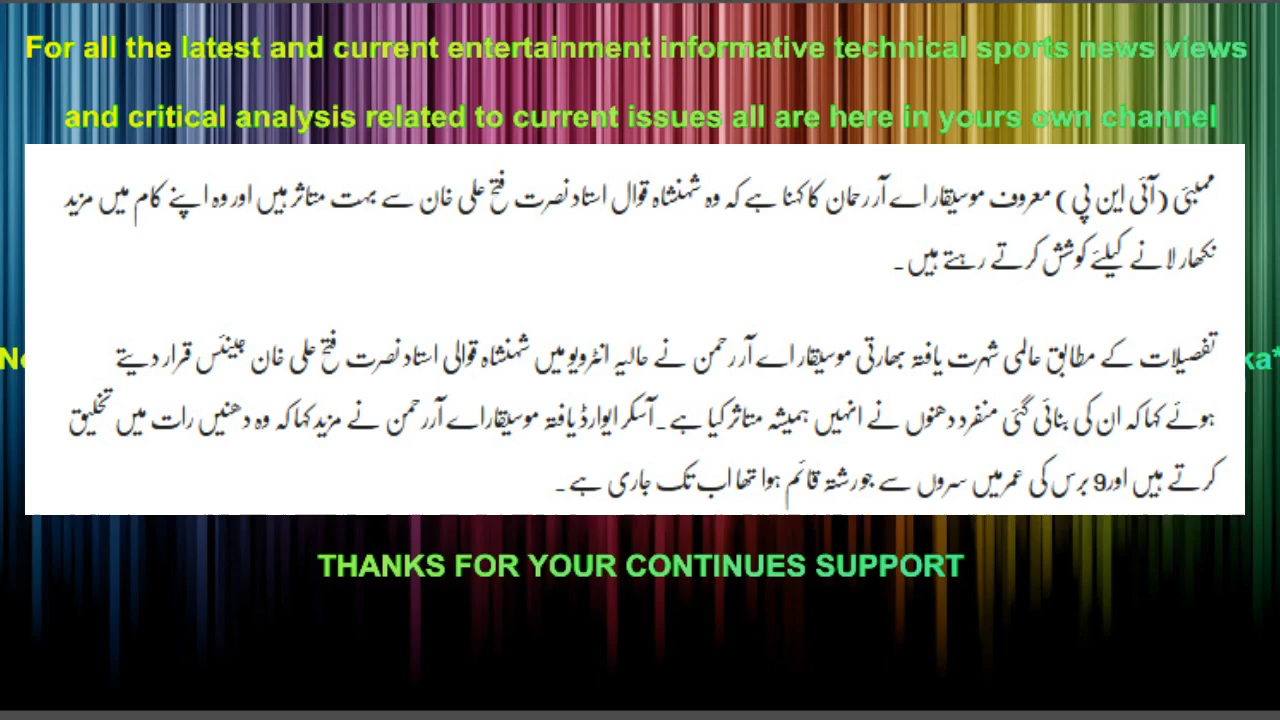 For all the latest and current entertainment informative technical sports news views
and critical analysis related to current issues all are here in yours own channel
ممبئی (آئی این پی) معروف موسیقار اے آر رحمان کا کہنا ہے کہ وہ شہنشاہ قوال استاد نصرت فتح علی خان سے بہت متاثر ہیں اور وہ اپنے کام میں مزید
نکھار لانے کیلئے کوشش کرتے رہتے ہیں۔
تفصیلات کے مطابق عالمی شہرت یافتہ بھارتی موسیقار اے آر رحمن نے حالیہ انٹرویو میں شہنشاہ قوالی استاد نصرت فتح علی خان جینئس قرار دیتے
ہوئے کہا کہ ان کی بنائی گئی منفرد دھنوں نے انہیں ہمیشہ متاثر کیا ہے۔آسکر ایوارڈ یافتہ موسیقاراے آررحمن نے مزید کہا کہ وہ دھنیں رات میں تخلیق
کرتے ہیں اور9 برس کی عمر میں سروں سے جو رشتہ قائم ہوا تھا اب تک جاری ہے۔
ka*
THANKS FOR YOUR CONTINUES SUPPORT